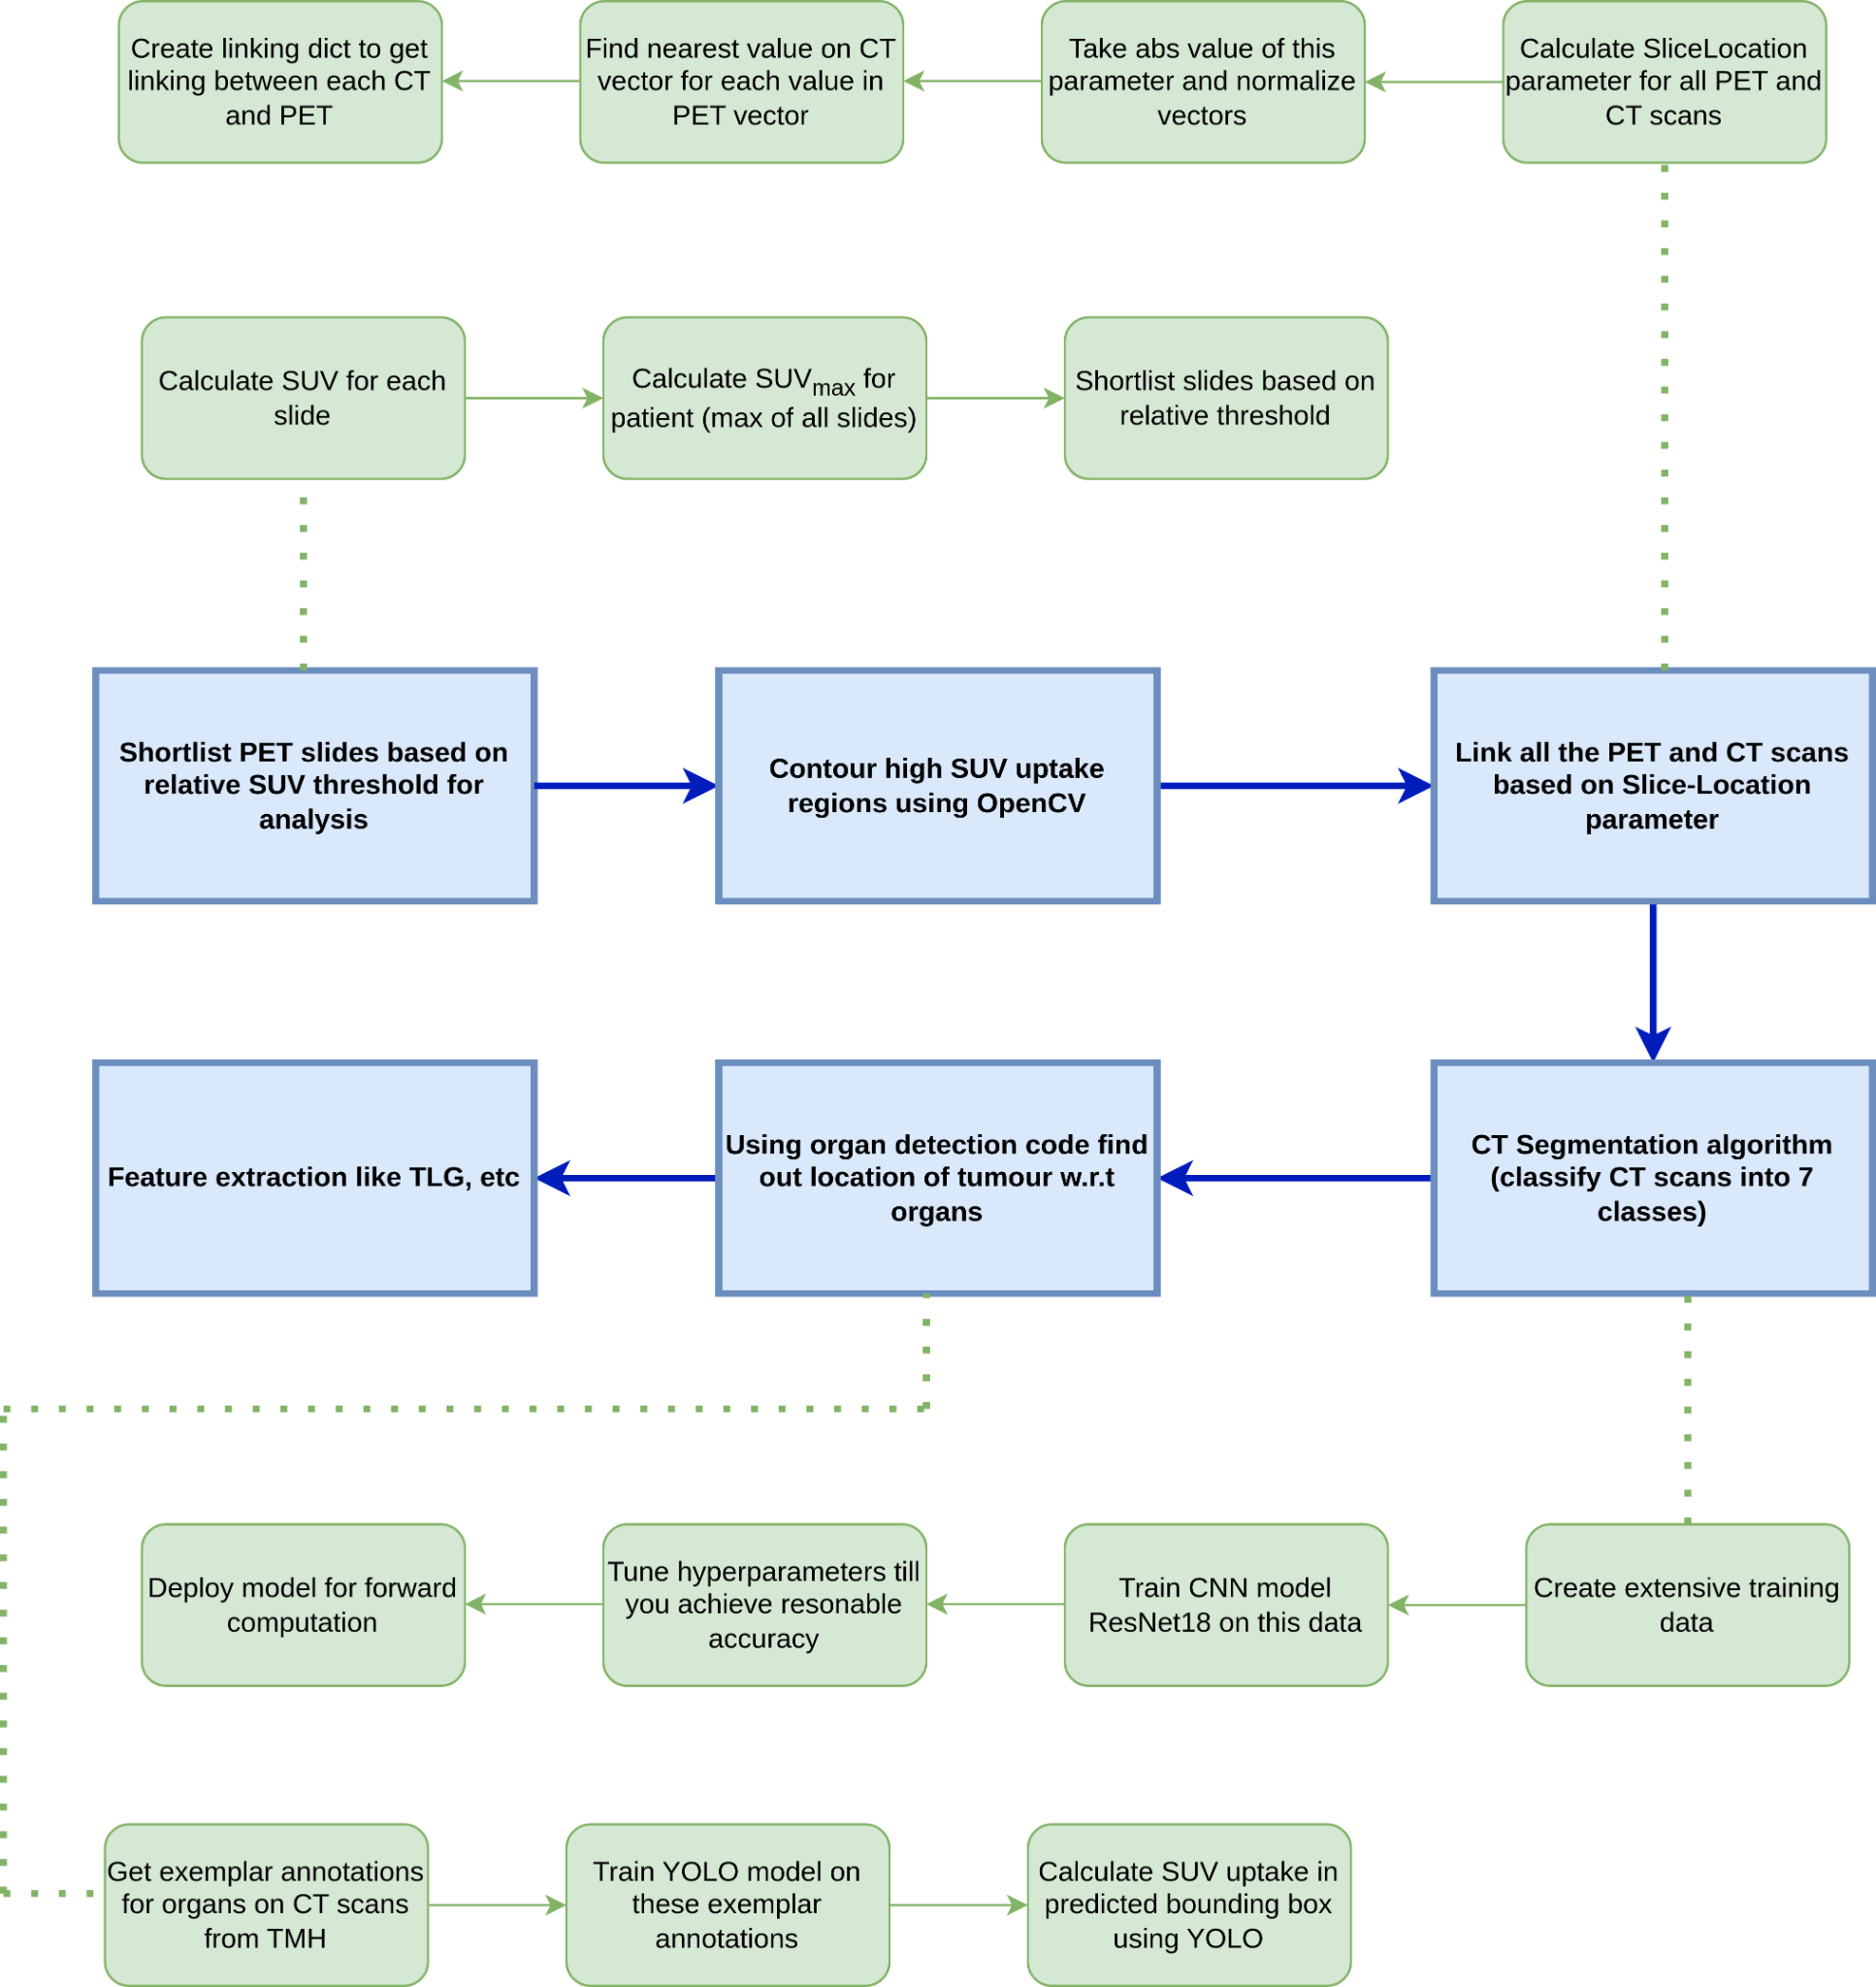 Create linking dict to get
linking between each CT
and PET
Find nearest value on CT
vector for each value in
PET vector
Take abs value of this
parameter and normalize
vectors
Calculate SliceLocation
parameter for all PET and
CT scans
Calculate SUV for each
slide
Calculate SUVmax for
patient (max of all slides)
Shortlist slides based on
relative threshold
Shortlist PET slides based on
relative SUV threshold for
analysis
Contour high SUV uptake
regions using OpenCV
Link all the PET and CT scans
based on Slice-Location
parameter
Feature extraction like TLG, etc
Using organ detection code find
out location of tumour w.r.t
organs
CT Segmentation algorithm
(classify CT scans into 7
classes)
Deploy model for forward
computation
Tune hyperparameters till
you achieve resonable
accuracy
Train CNN model
ResNet18 on this data
Create extensive training
data
Get exemplar annotations
for organs on CT scans
from TMH
Train YOLO model on
these exemplar
annotations
Calculate SUV uptake in
predicted bounding box
using YOLO